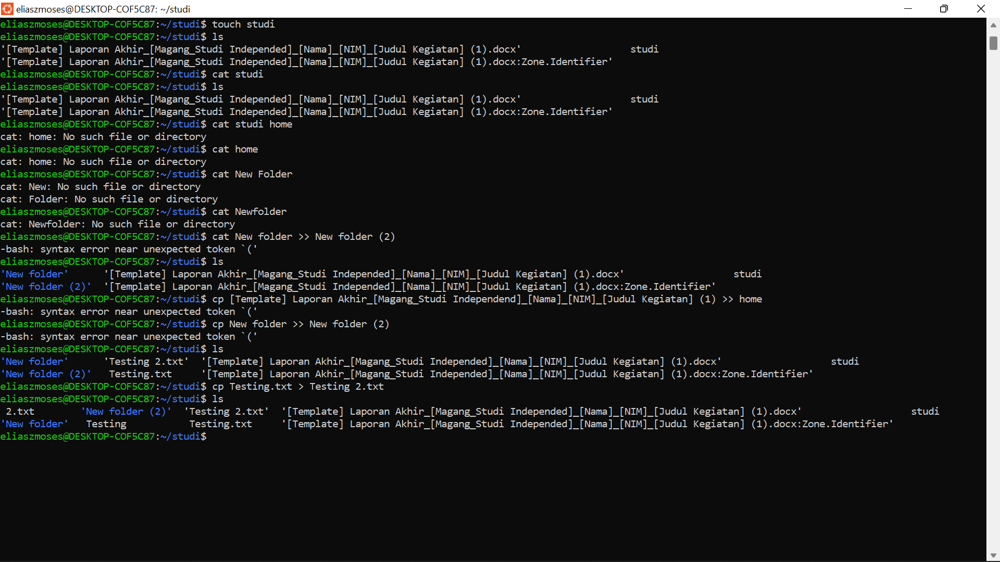 eliaszmoses@DESKTOP-COF5C87: ~/studi
eliaszmoses@DESKTOP-COF5C87:~/studi$ touch studi
eliaszmoses@DESKTOP-COF5C87:~/studi$ ls
'[Template] Laporan Akhir_[Magang_Studi Independed]_[Nama]_[NIM]_[Judul Kegiatan] (1).docx' studi
'[Template] Laporan Akhir_[Magang_Studi Independed]_[Nama]_[NIM]_[Judul Kegiatan] (1).docx:Zone.Identifier'
eliaszmoses@DESKTOP-COF5C87:~/studi$ cat studi
eliaszmoses@DESKTOP-COF5C87:~/studi$ ls
'[Template] Laporan Akhir_[Magang_Studi Independed]_[Nama]_[NIM]_[Judul Kegiatan] (1).docx' studi
'[Template] Laporan Akhir_[Magang_Studi Independed]_[Nama]_[NIM]_[Judul Kegiatan] (1).docx:Zone.Identifier'
eliaszmoses@DESKTOP-COF5C87:~/studi$ cat studi home
cat: home: No such file or directory
eliaszmoses@DESKTOP-COF5C87:~/studi$ cat home
cat: home: No such file or directory
eliaszmoses@DESKTOP-COF5C87:~/studi$ cat New Folder
cat: New: No such file or directory
cat: Folder: No such file or directory
eliaszmoses@DESKTOP-COF5C87:~/studi$ cat Newfolder
cat: Newfolder: No such file or directory
eliaszmoses@DESKTOP-COF5C87:~/studi$ cat New folder >> New folder (2)
-bash: syntax error near unexpected token `('
eliaszmoses@DESKTOP-COF5C87:~/studi$ ls
'New folder' '[Template] Laporan Akhir_[Magang_Studi Independed]_[Nama]_[NIM]_[Judul Kegiatan] (1).docx' studi
'New folder (2)' '[Template] Laporan Akhir_[Magang_Studi Independed]_[Nama]_[NIM]_[Judul Kegiatan] (1).docx:Zone.Identifier'
eliaszmoses@DESKTOP-COF5C87:~/studi$ cp [Template] Laporan Akhir_[Magang_Studi Independend]_[Nama]_[NIM]_[Judul Kegiatan] (1) >> home
-bash: syntax error near unexpected token `('
eliaszmoses@DESKTOP-COF5C87:~/studi$ cp New folder >> New folder (2)
-bash: syntax error near unexpected token `('
eliaszmoses@DESKTOP-COF5C87:~/studi$ ls
'New folder' 'Testing 2.txt' '[Template] Laporan Akhir_[Magang_Studi Independed]_[Nama]_[NIM]_[Judul Kegiatan] (1).docx' studi
'New folder (2)' Testing.txt '[Template] Laporan Akhir_[Magang_Studi Independed]_[Nama]_[NIM]_[Judul Kegiatan] (1).docx:Zone.Identifier'
eliaszmoses@DESKTOP-COF5C87:~/studi$ cp Testing.txt > Testing 2.txt
eliaszmoses@DESKTOP-COF5C87:~/studi$ ls
2.txt 'New folder (2)' 'Testing 2.txt' '[Template] Laporan Akhir_[Magang_Studi Independed]_[Nama]_[NIM]_[Judul Kegiatan] (1).docx' studi
'New folder' Testing Testing.txt '[Template] Laporan Akhir_[Magang_Studi Independed]_[Nama]_[NIM]_[Judul Kegiatan] (1).docx:Zone.Identifier'
eliaszmoses@DESKTOP-COF5C87:~/studi$